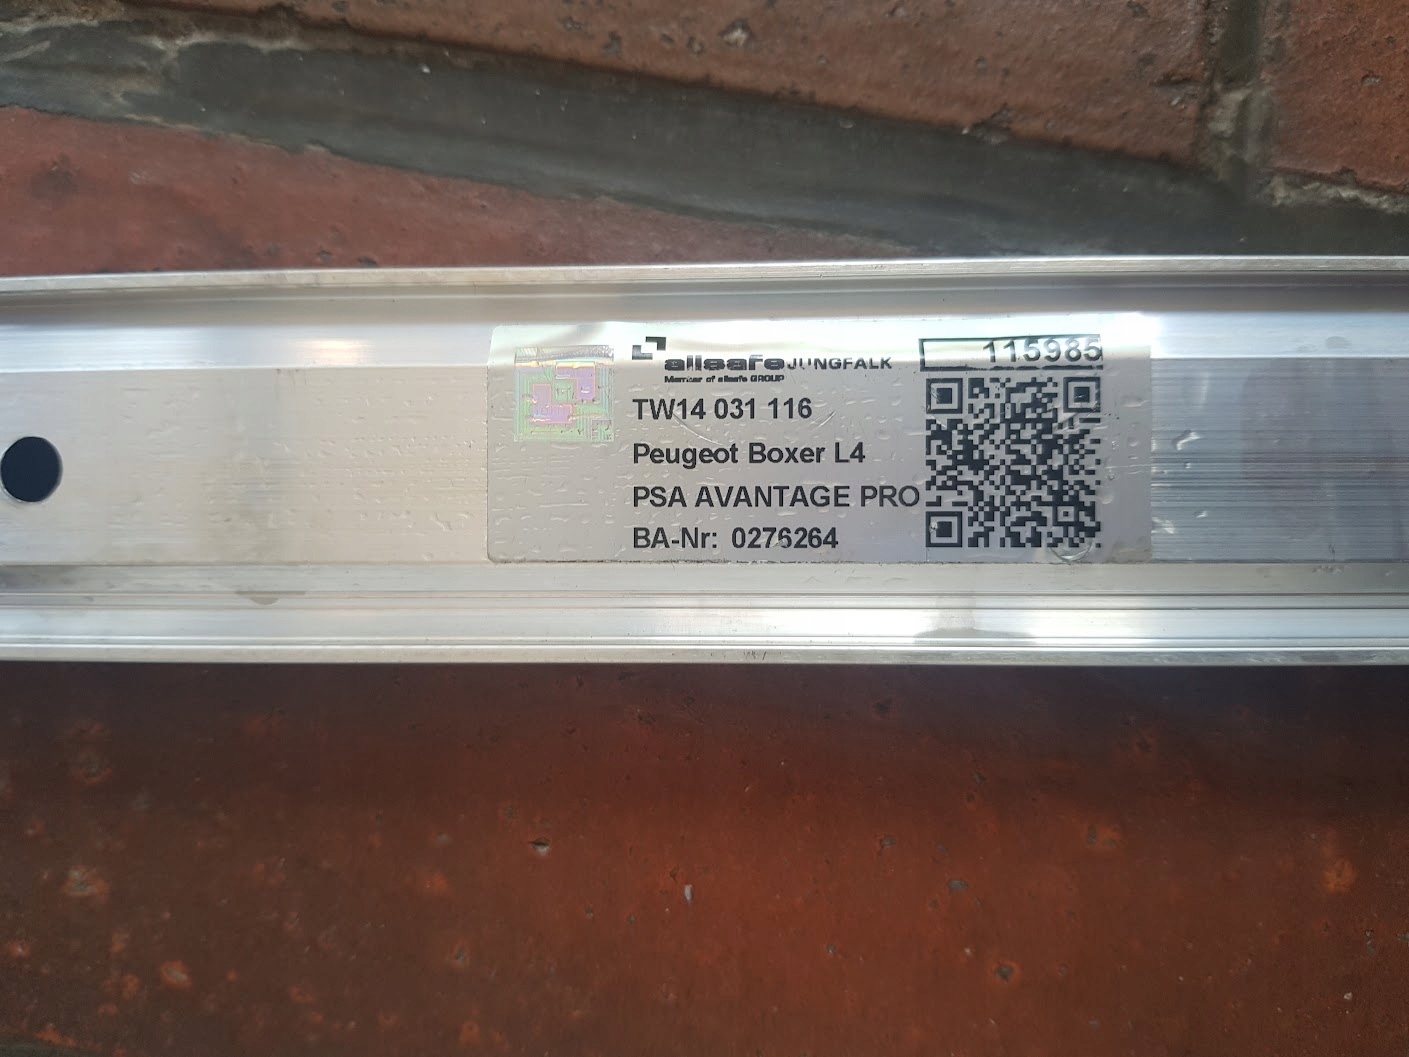 allsafe JUNGFALK
Member of allsafe GROUP
115985
TW14 031 116
Peugeot Boxer L4
PSA AVANTAGE PRO
BA-Nr: 0276264